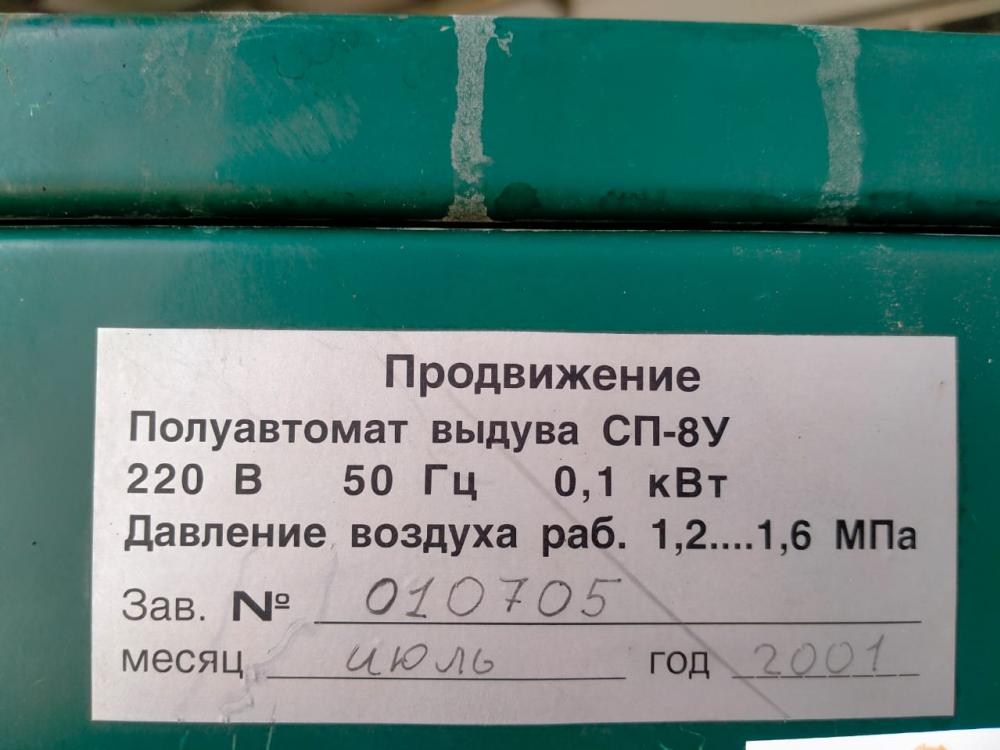 Продвижение
Полуавтомат выдува СП-8У
220 В 50 Гц 0,1 кВт
Давление воздуха раб. 1,2....1,6 МПа
Зав. № 010705
месяц июль год 2001